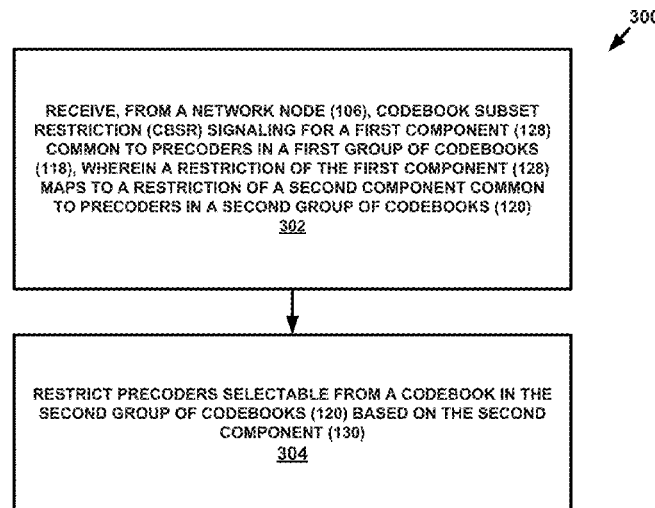 300
RECEIVE, FROM A NETWORK NODE (106), CODEBOOK SUBSET
RESTRICTION (CBSR) SIGNALING FOR A FIRST COMPONENT (128)
COMMON TO PRECODERS IN A FIRST GROUP OF CODEBOOKS
(118), WHEREIN A RESTRICTION OF THE FIRST COMPONENT (128)
MAPS TO A RESTRICTION OF A SECOND COMPONENT COMMON
TO PRECODERS IN A SECOND GROUP OF CODEBOOKS (120)
302
RESTRICT PRECODERS SELECTABLE FROM A CODEBOOK IN THE
SECOND GROUP OF CODEBOOKS (120) BASED ON THE SECOND
COMPONENT (130)
304